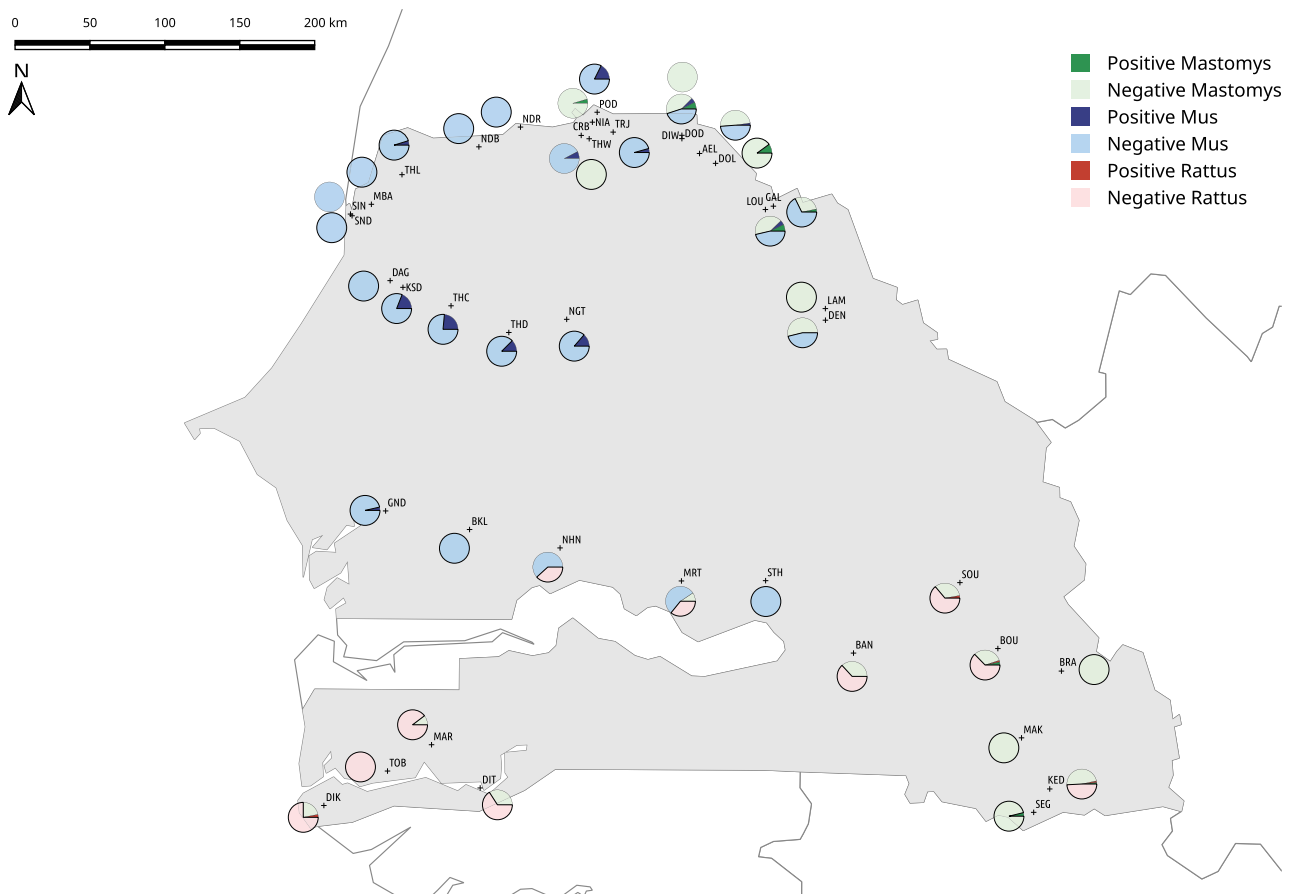 0 50 100 150 200 km
N
Positive Mastomys
Negative Mastomys
Positive Mus
Negative Mus
Positive Rattus
Negative Rattus
POD
NDR
NIA
CRB
TRJ
NDB
THW
DIW
DOD
AEL
DOL
THL
MBA
SIN
SND
LOU
GAL
DAG
KSD
THC
THD
NGT
LAM
DEN
GND
BKL
NHN
MRT
STH
SOU
BAN
BOU
BRA
MAR
MAK
TOB
DIT
KED
DIK
SEG